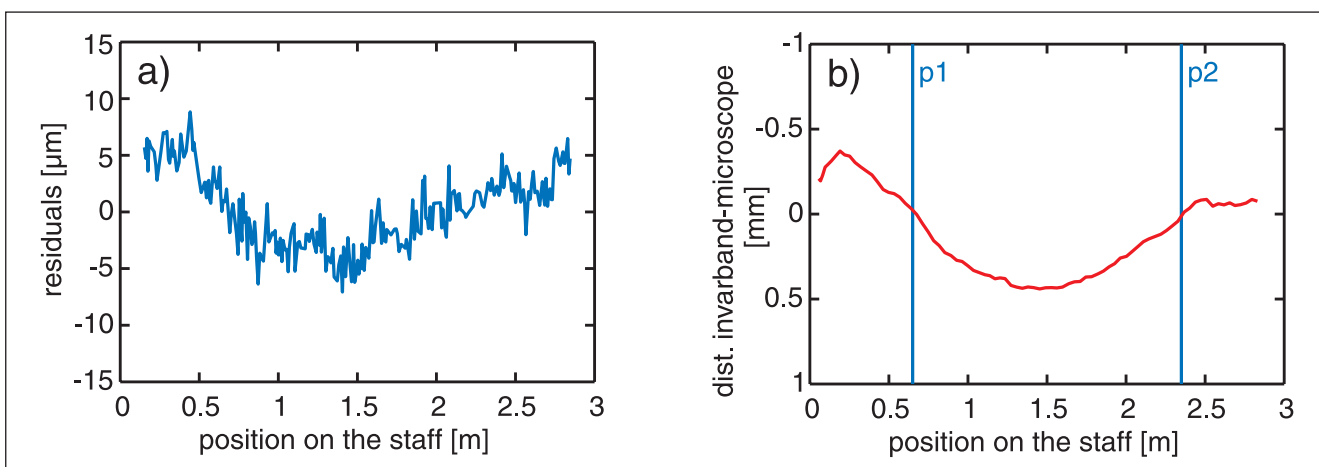 a)
residuals [µm]
15
10
5
0
-5
-10
-15
0 0.5 1 1.5 2 2.5 3
position on the staff [m]
b)
p1
p2
dist. invarband-microscope
[mm]
-1
-0.5
0
0.5
1
0 0.5 1 1.5 2 2.5 3
position on the staff [m]